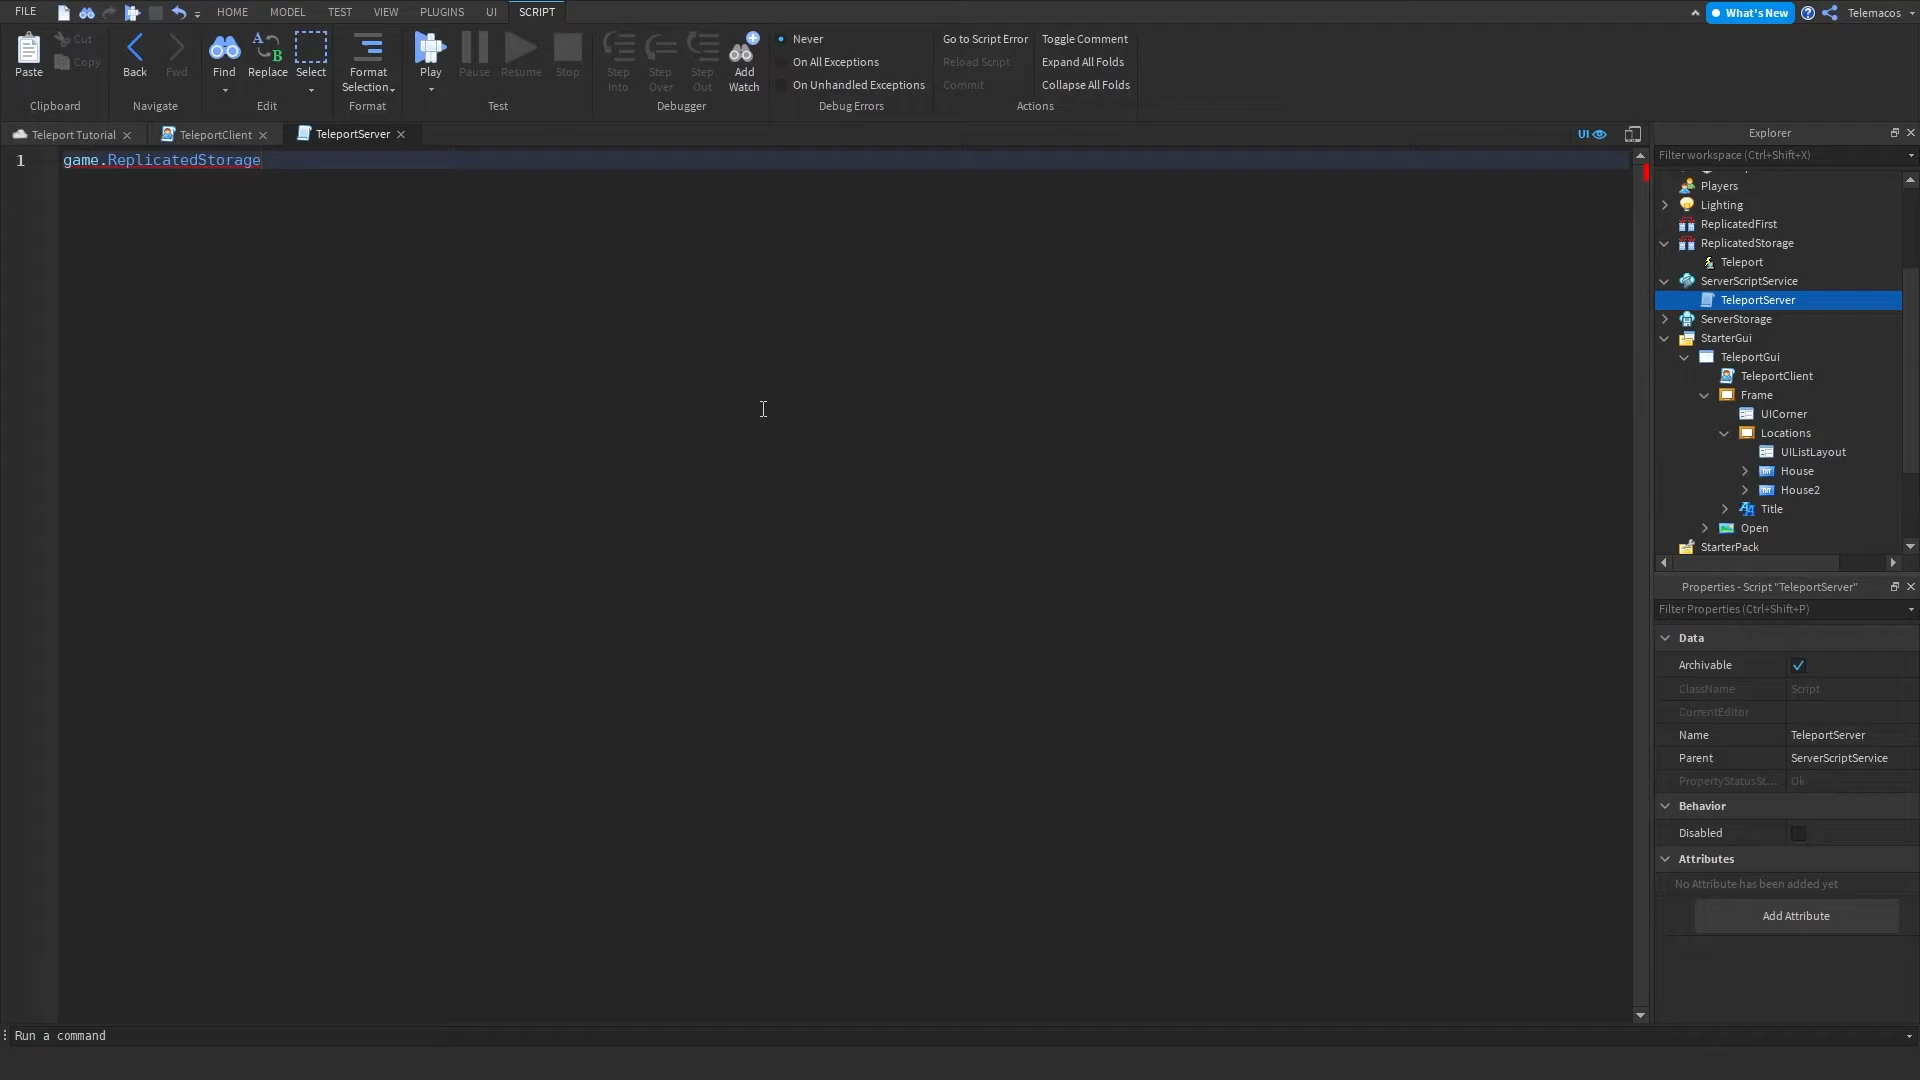 FILE HOME MODEL TEST VIEW PLUGINS UI SCRIPT What's New Telemacos
Paste Cut Copy
Clipboard
Back Fwd
Navigate
Find Replace Select
Edit
Format Selection
Format
Play Pause Resume Stop
Test
Step Into Step Over Step Out Add Watch
Debugger
Never
On All Exceptions
On Unhandled Exceptions
Debug Errors
Go to Script Error Toggle Comment
Reload Script Expand All Folds
Commit Collapse All Folds
Actions
Teleport Tutorial TeleportClient TeleportServer UI
1 game.ReplicatedStorage
Explorer
Filter workspace (Ctrl+Shift+X)
Players
Lighting
ReplicatedFirst
ReplicatedStorage
Teleport
ServerScriptService
TeleportServer
ServerStorage
StarterGui
TeleportGui
TeleportClient
Frame
UICorner
Locations
UIListLayout
House
House2
Title
Open
StarterPack
Properties - Script "TeleportServer"
Filter Properties (Ctrl+Shift+P)
Data
Archivable
ClassName Script
CurrentEditor
Name TeleportServer
Parent ServerScriptService
PropertyStatusSt... Ok
Behavior
Disabled
Attributes
No Attribute has been added yet
Add Attribute
Run a command